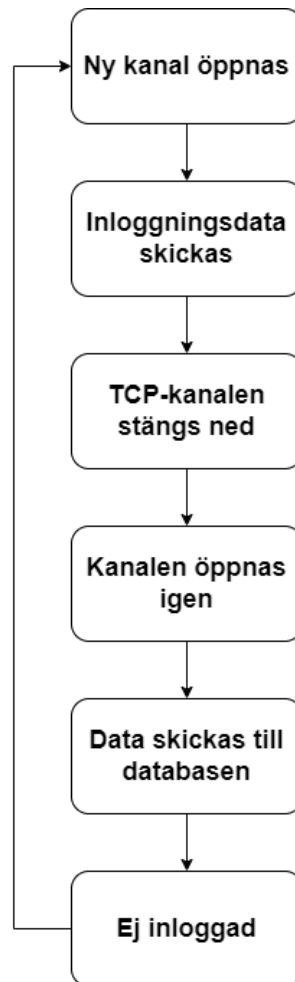 Ny kanal öppnas
Inloggningsdata
skickas
TCP-kanalen
stängs ned
Kanalen öppnas
igen
Data skickas till
databasen
Ej inloggad